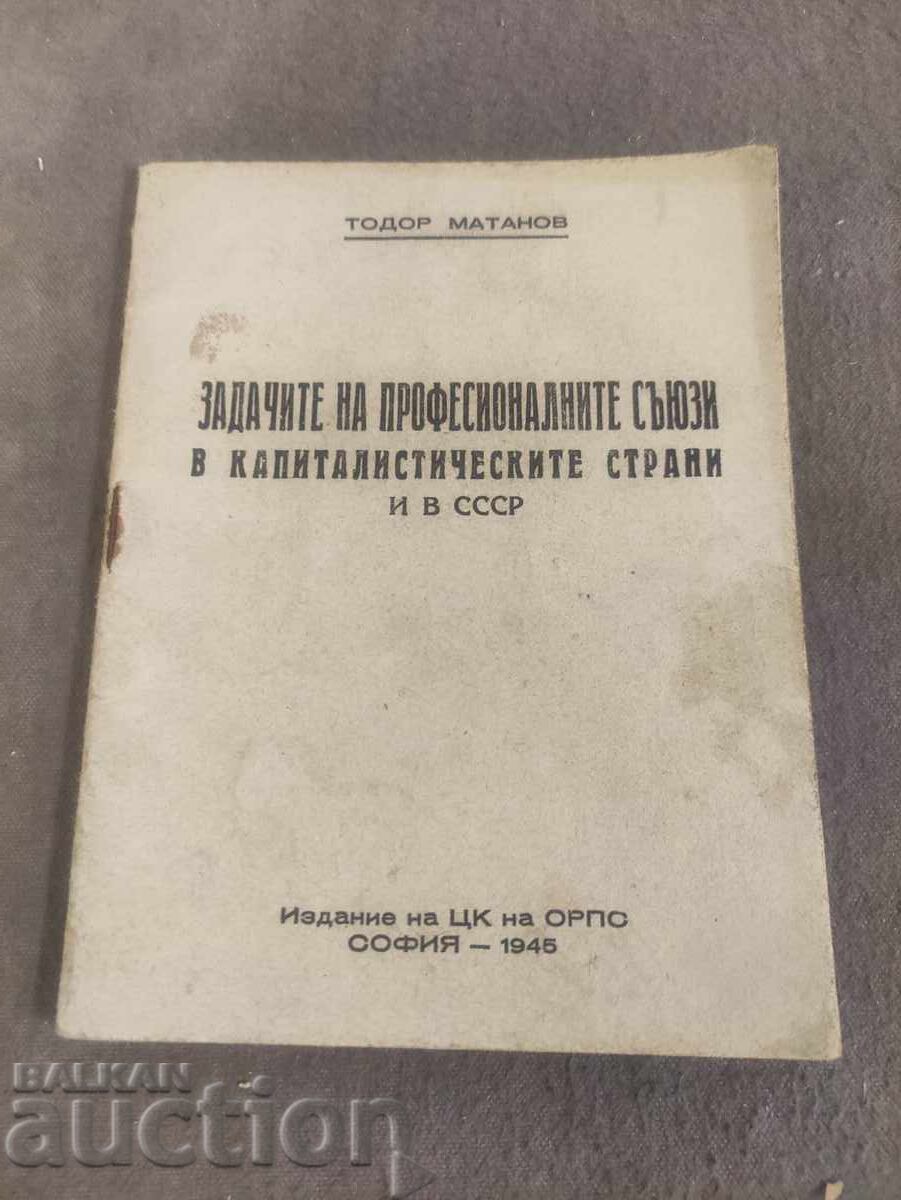 ТОДОР МАТАНОВ
ЗАДАЧИТЕ НА ПРОФЕСИОНАЛНИТЕ СЪЮЗИ
В КАПИТАЛИСТИЧЕСКИТЕ СТРАНИ
И В СССР
Издание на ЦК на ОРПС
СОФИЯ — 1945
BALKAN
auction